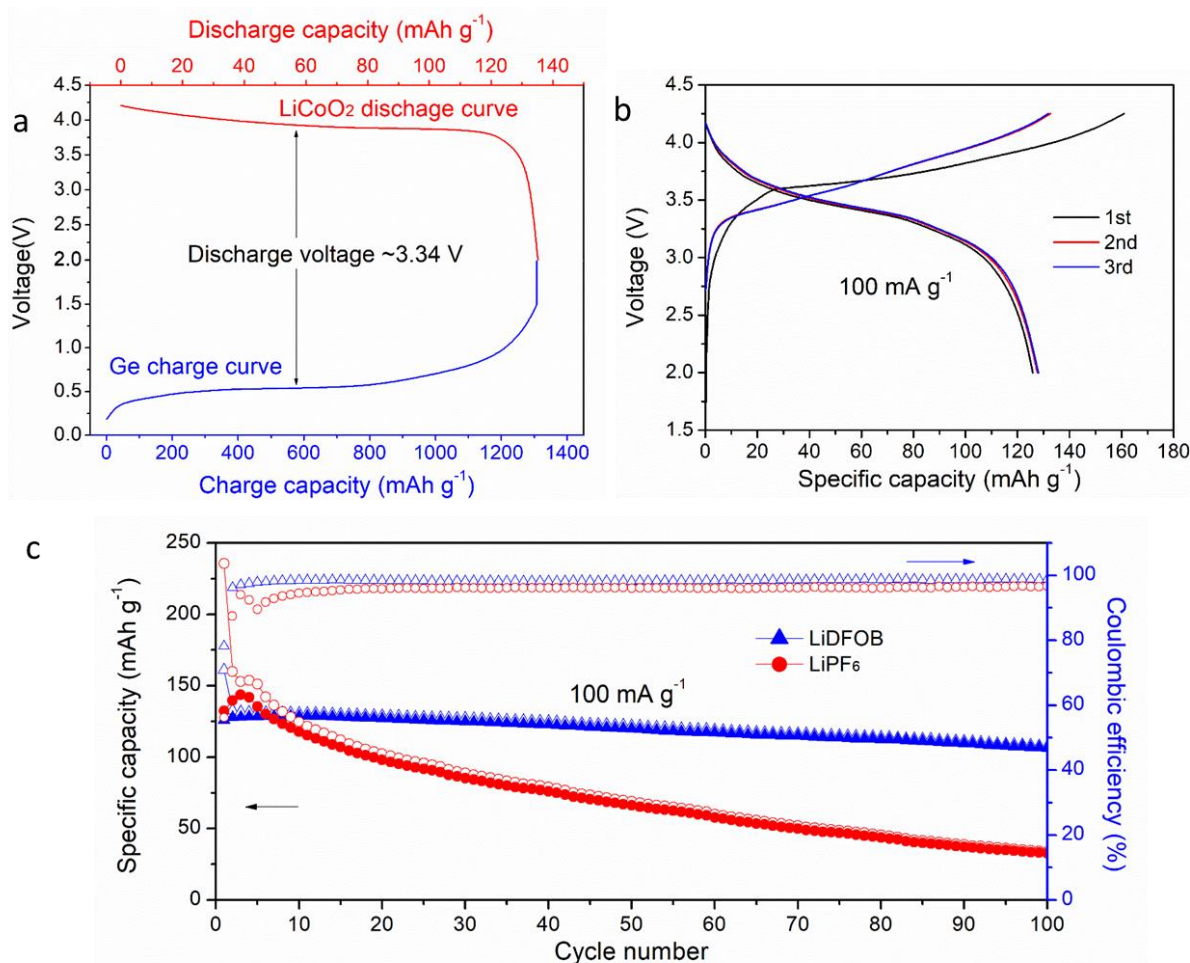 a
Discharge capacity (mAh g⁻¹)
0 20 40 60 80 100 120 140
4.5
4.0
3.5
3.0
2.5
2.0
1.5
1.0
0.5
0.0
Voltage(V)
LiCoO₂ dischage curve
Discharge voltage ~3.34 V
Ge charge curve
0 200 400 600 800 1000 1200 1400
Charge capacity (mAh g⁻¹)
b
4.0
3.5
3.0
2.5
2.0
1.5
Voltage (V)
1st
2nd
3rd
100 mA g⁻¹
0 20 40 60 80 100 120 140 160 180
Specific capacity (mAh g⁻¹)
c
250
200
150
100
50
0
Specific capacity (mAh g⁻¹)
LiDFOB
LiPF₆
100 mA g⁻¹
100
80
60
40
20
0
Coulombic efficiency (%)
0 10 20 30 40 50 60 70 80 90 100
Cycle number